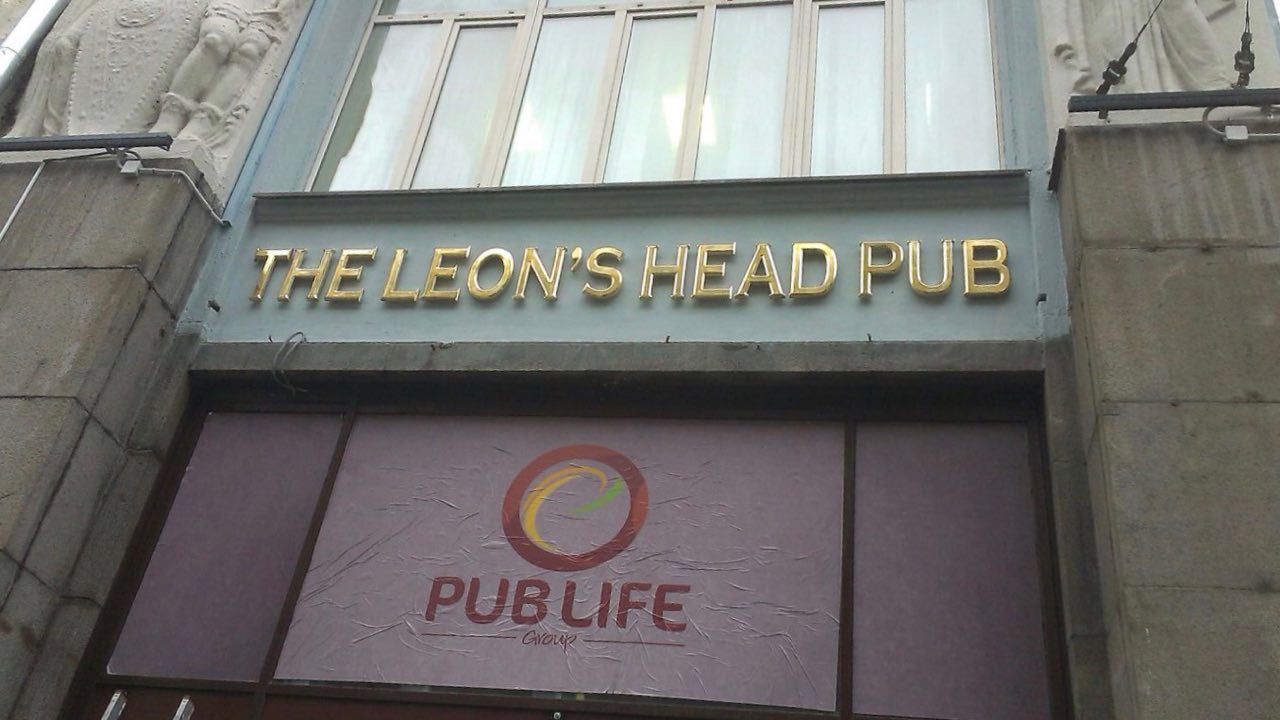 THE LEON'S HEAD PUB
PUB LIFE
Group